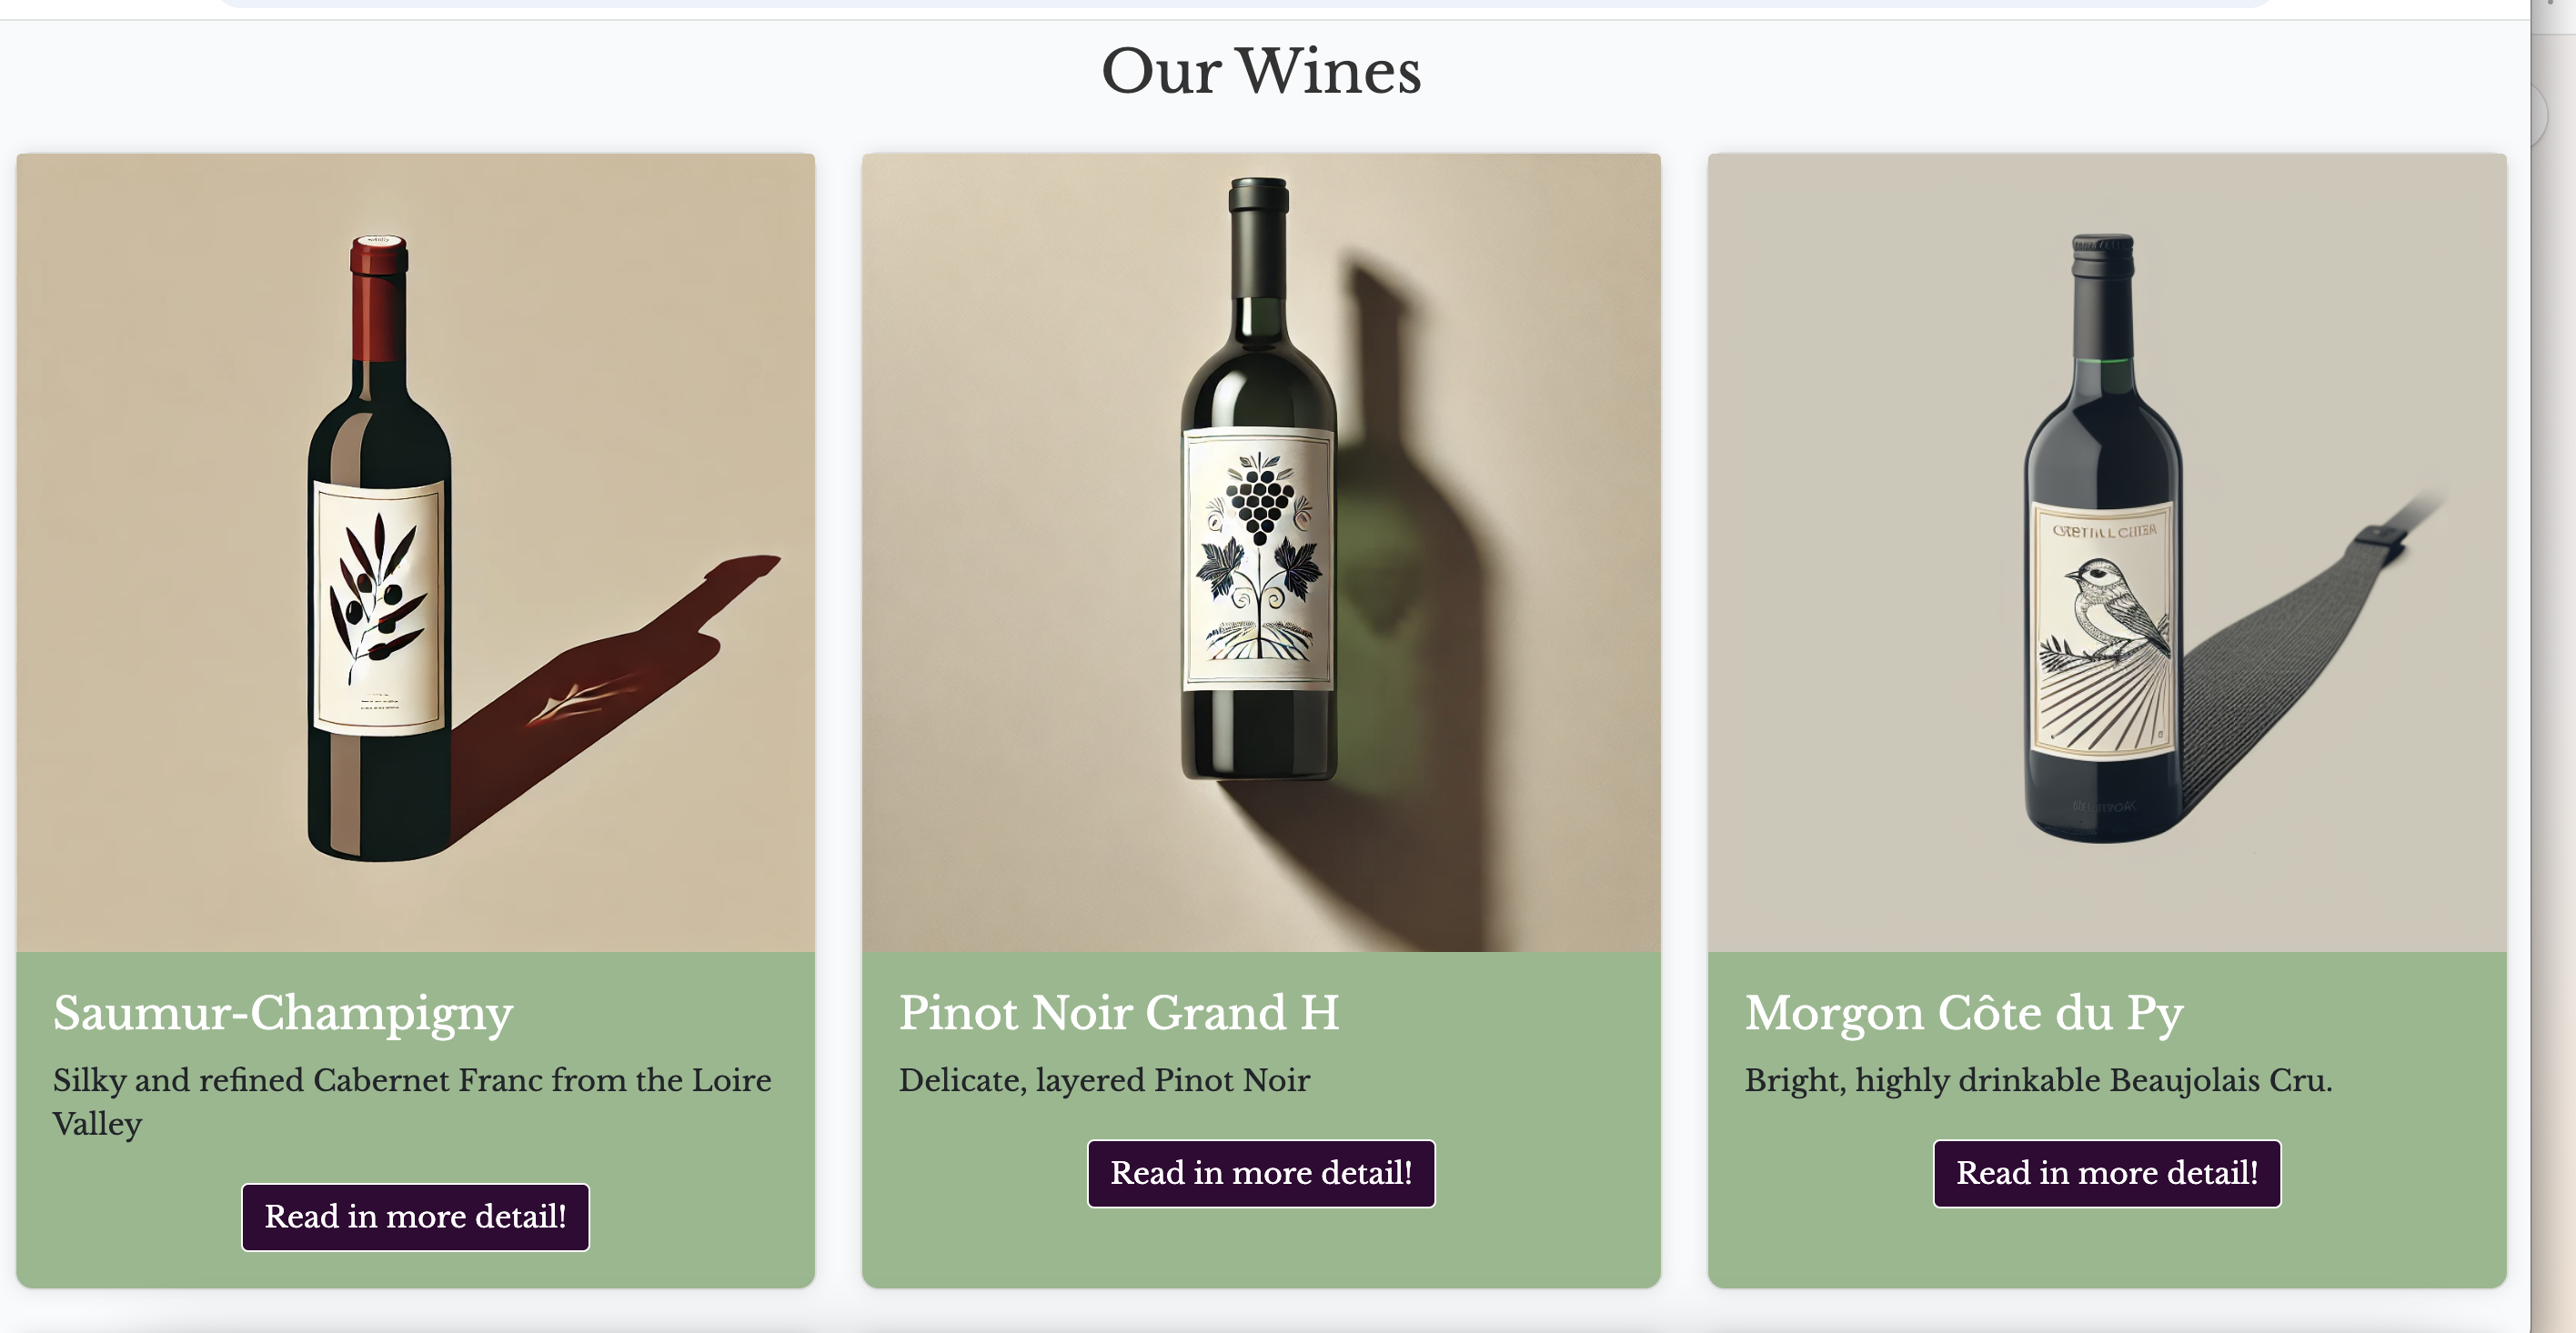 Our Wines
Saumur-Champigny
Silky and refined Cabernet Franc from the Loire
Valley
Read in more detail!
Pinot Noir Grand H
Delicate, layered Pinot Noir
Read in more detail!
Morgon Côte du Py
Bright, highly drinkable Beaujolais Cru.
Read in more detail!